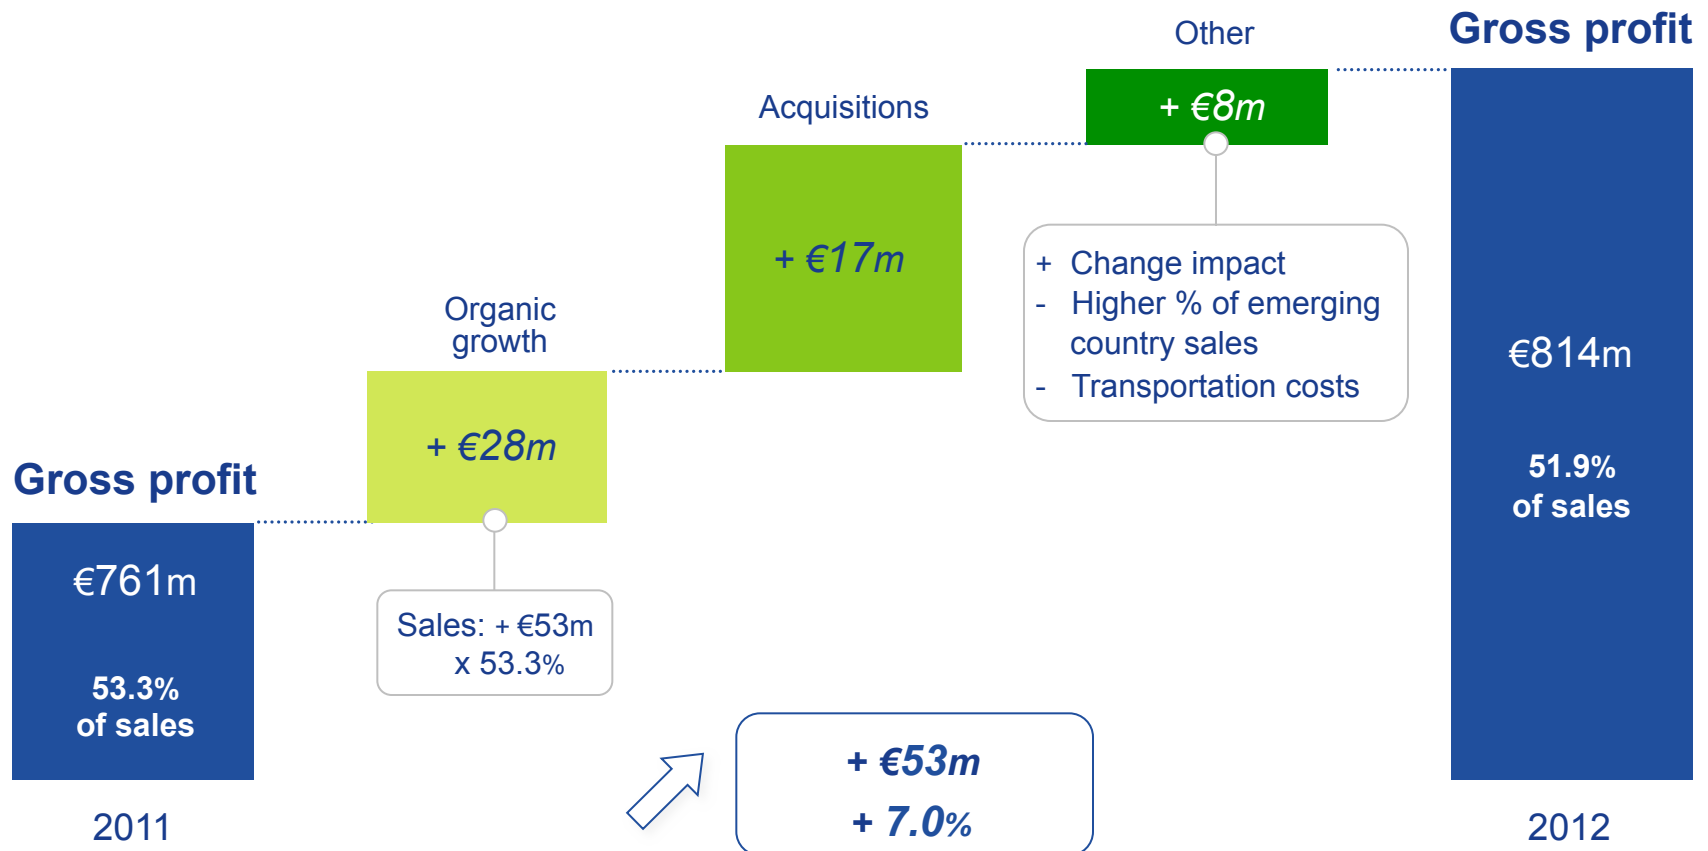 Gross profit
€761m
53.3%
of sales
2011
Organic
growth
+ €28m
Sales: + €53m
x 53.3%
Acquisitions
+ €17m
Other
+ €8m
+ Change impact
- Higher % of emerging
country sales
- Transportation costs
+ €53m
+ 7.0%
Gross profit
€814m
51.9%
of sales
2012